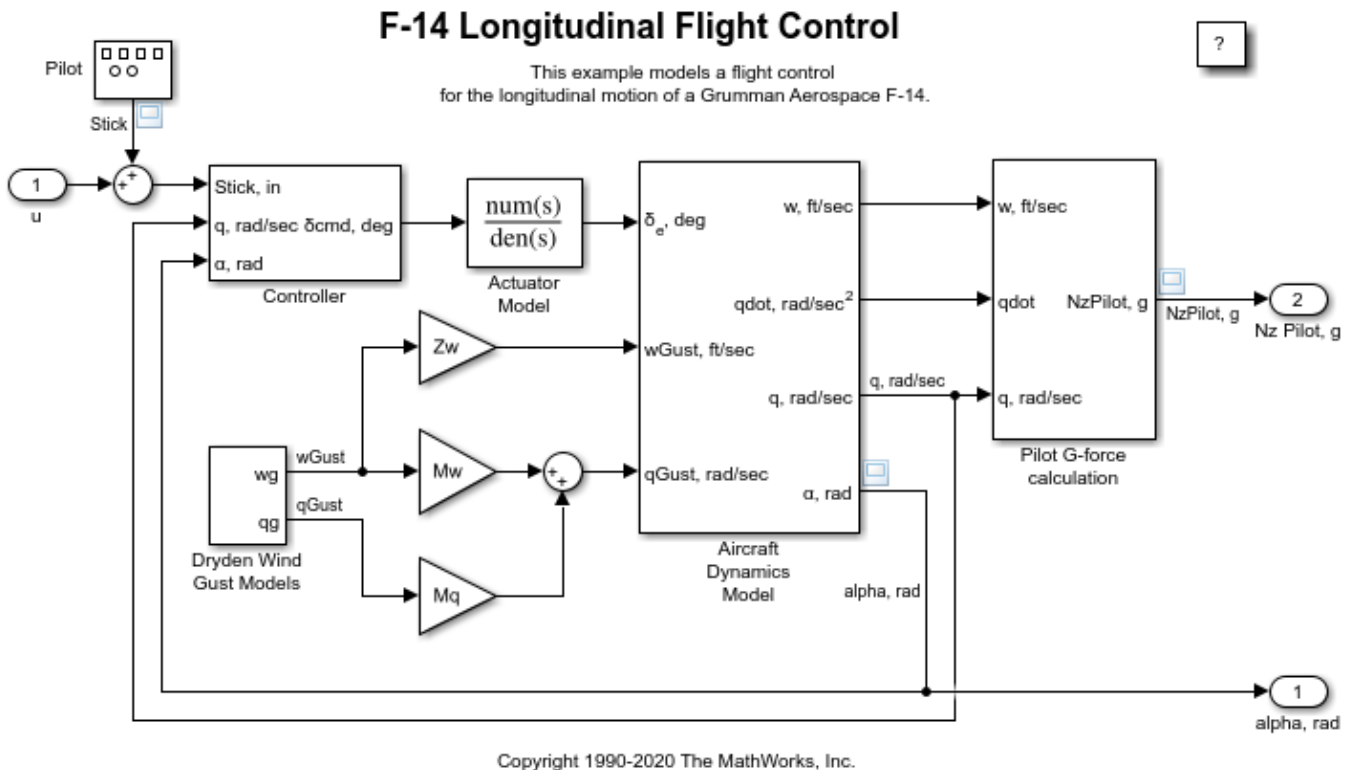 F-14 Longitudinal Flight Control
?
This example models a flight control
for the longitudinal motion of a Grumman Aerospace F-14.
Pilot
Stick
1
u
+
+
Stick, in
q, rad/sec δcmd, deg
α, rad
Controller
num(s)
den(s)
Actuator
Model
δe, deg
wGust, ft/sec
qGust, rad/sec
w, ft/sec
qdot, rad/sec²
q, rad/sec
α, rad
Aircraft
Dynamics
Model
q, rad/sec
w, ft/sec
qdot
q, rad/sec
NzPilot, g
Pilot G-force
calculation
NzPilot, g
2
Nz Pilot, g
Zw
Mw
Mq
+
+
wg
qg
wGust
qGust
Dryden Wind
Gust Models
alpha, rad
1
alpha, rad
Copyright 1990-2020 The MathWorks, Inc.